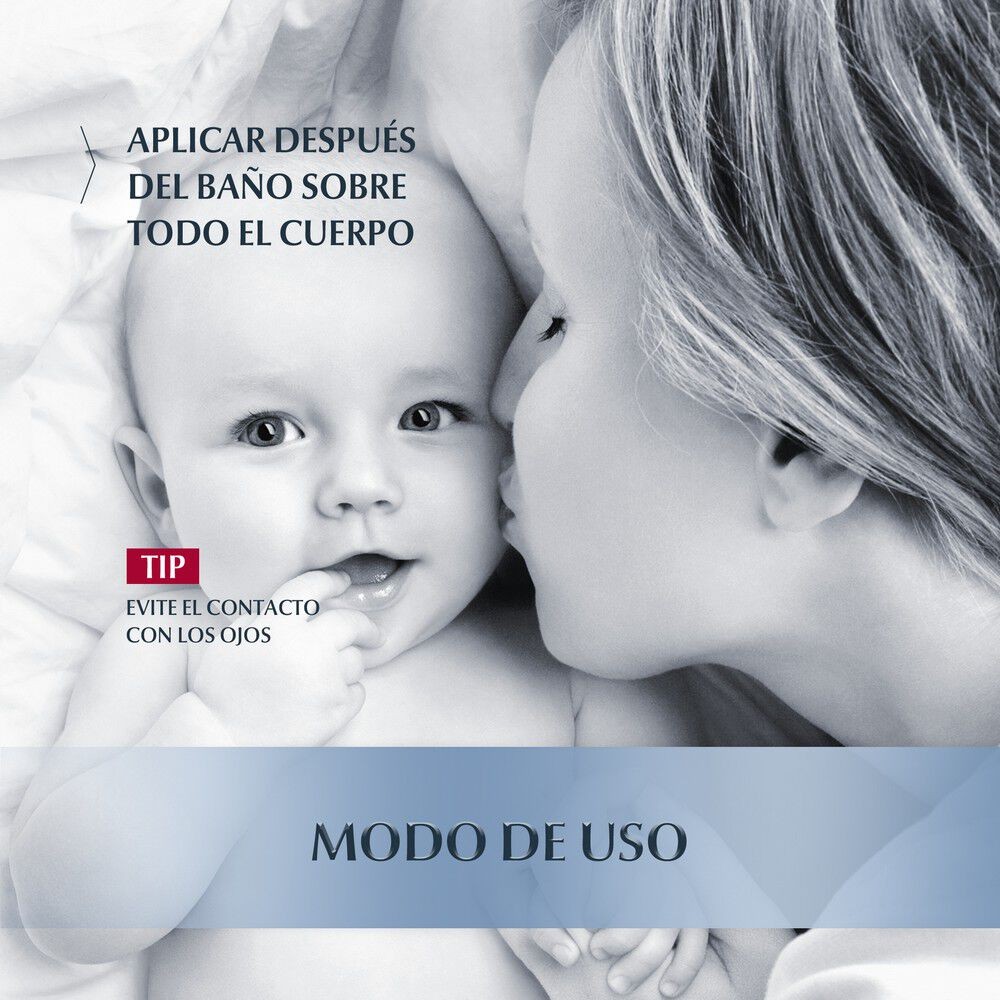 APLICAR DESPUÉS
DEL BAÑO SOBRE
TODO EL CUERPO
TIP
EVITE EL CONTACTO
CON LOS OJOS
MODO DE USO